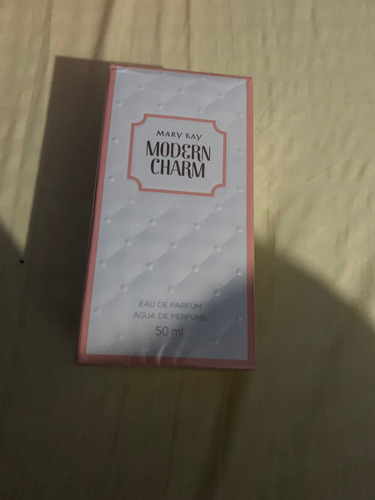 MARY KAY
MODERN
CHARM
EAU DE PARFUM
AGUA DE PERFUME
50 ml